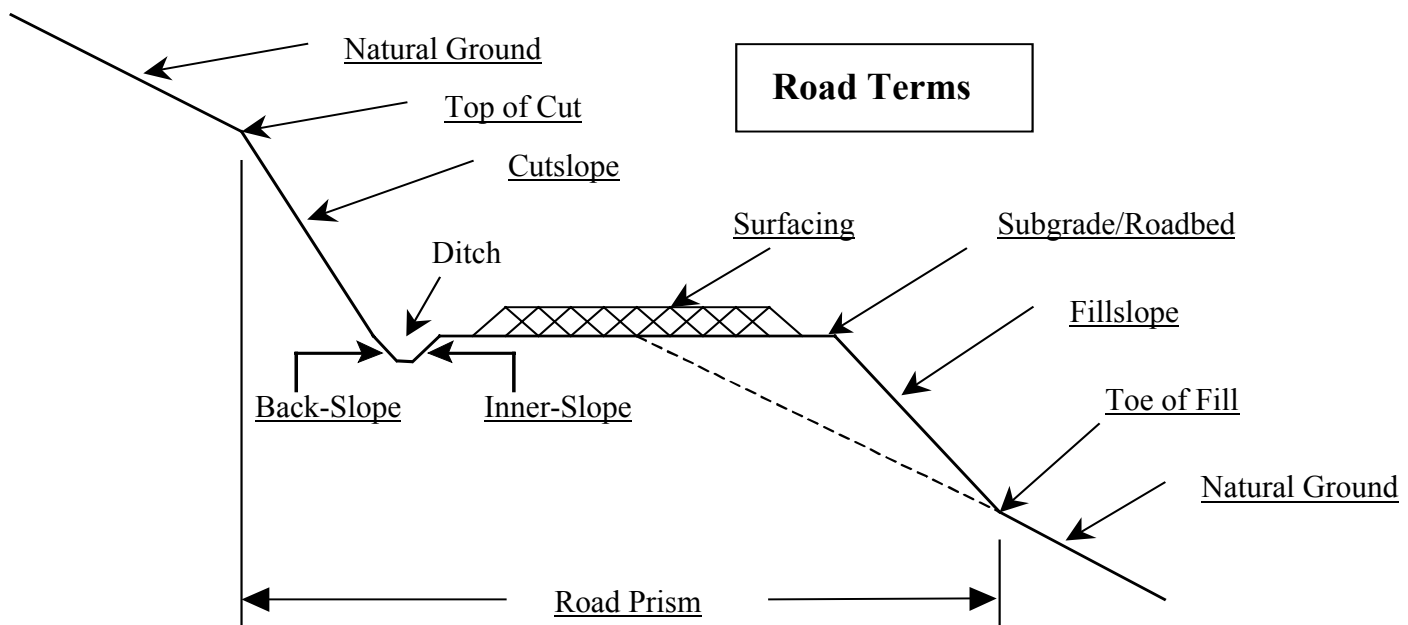 Natural Ground
Road Terms
Top of Cut
Cutslope
Surfacing
Subgrade/Roadbed
Ditch
Fillslope
Back-Slope
Inner-Slope
Toe of Fill
Natural Ground
Road Prism